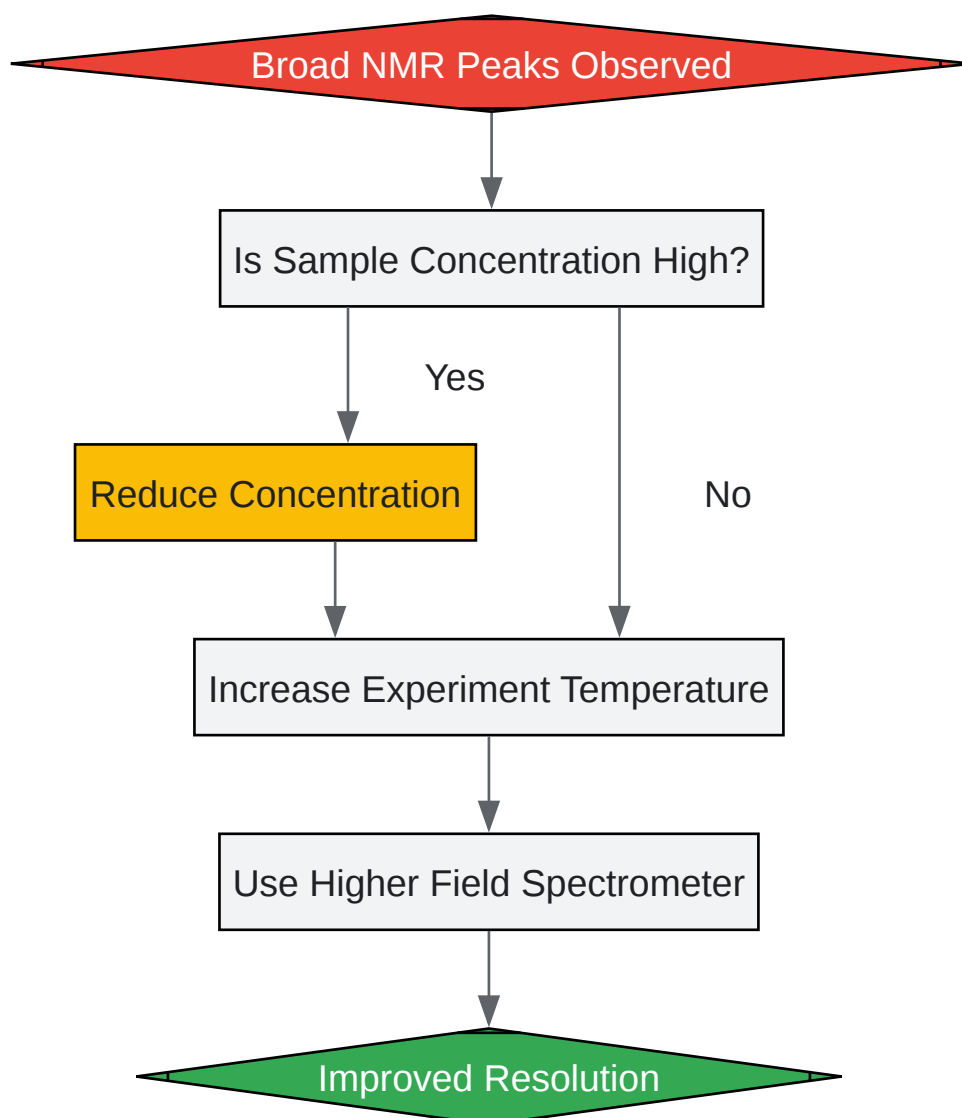 Broad NMR Peaks Observed
Is Sample Concentration High?
Yes
Reduce Concentration
No
Increase Experiment Temperature
Use Higher Field Spectrometer
Improved Resolution